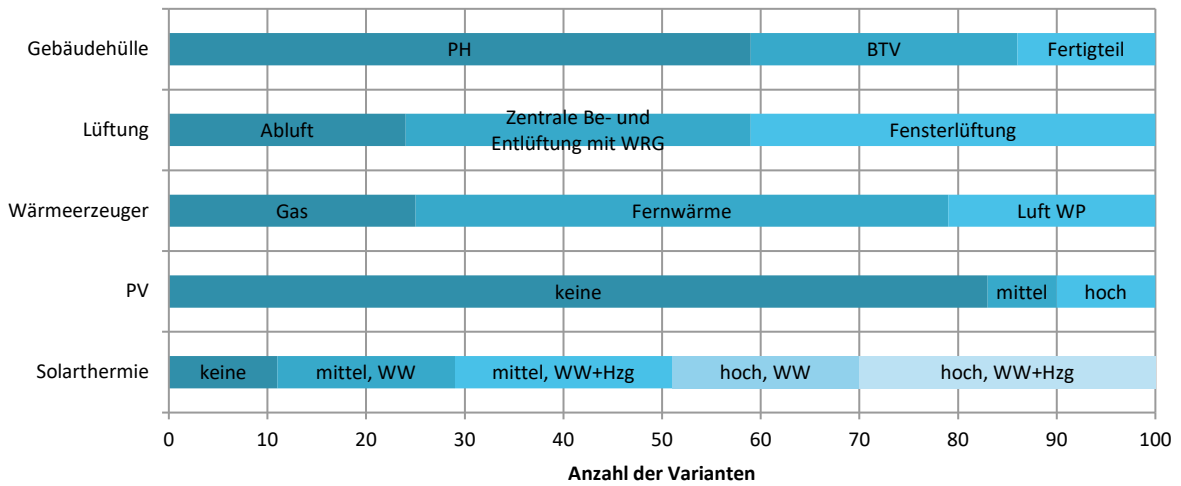 Gebäudehülle
PH
BTV
Fertigteil
Lüftung
Abluft
Zentrale Be- und
Entlüftung mit WRG
Fensterlüftung
Wärmeerzeuger
Gas
Fernwärme
Luft WP
PV
keine
mittel
hoch
Solarthermie
keine
mittel, WW
mittel, WW+Hzg
hoch, WW
hoch, WW+Hzg
0 10 20 30 40 50 60 70 80 90 100
Anzahl der Varianten